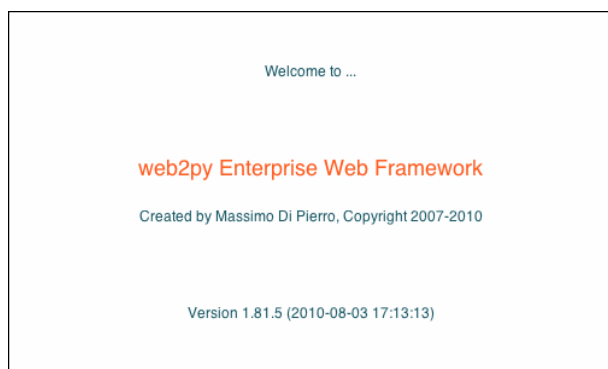 Welcome to ...
web2py Enterprise Web Framework
Created by Massimo Di Pierro, Copyright 2007-2010
Version 1.81.5 (2010-08-03 17:13:13)